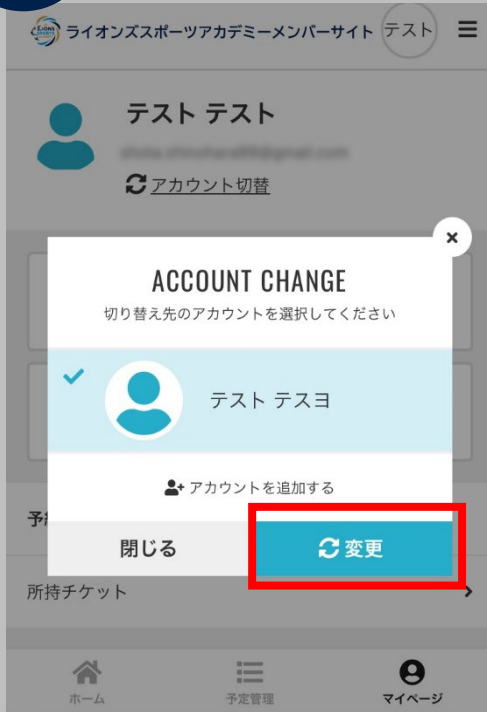 ライオンズスポーツアカデミーメンバーサイト テスト
テスト テスト
アカウント切替
ACCOUNT CHANGE
切り替え先のアカウントを選択してください
テスト テスヨ
アカウントを追加する
予
閉じる 変更
所持チケット
ホーム 予定管理 マイページ